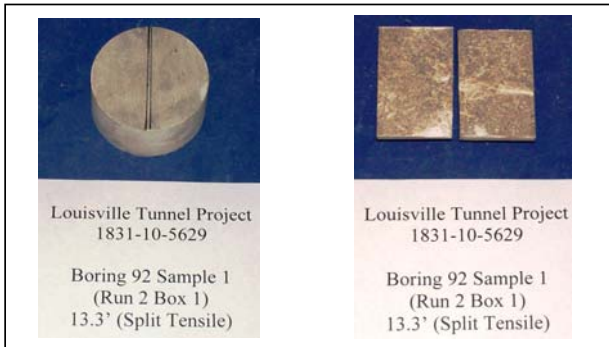 Louisville Tunnel Project
1831-10-5629
Boring 92 Sample 1
(Run 2 Box 1)
13.3' (Split Tensile)
Louisville Tunnel Project
1831-10-5629
Boring 92 Sample 1
(Run 2 Box 1)
13.3' (Split Tensile)